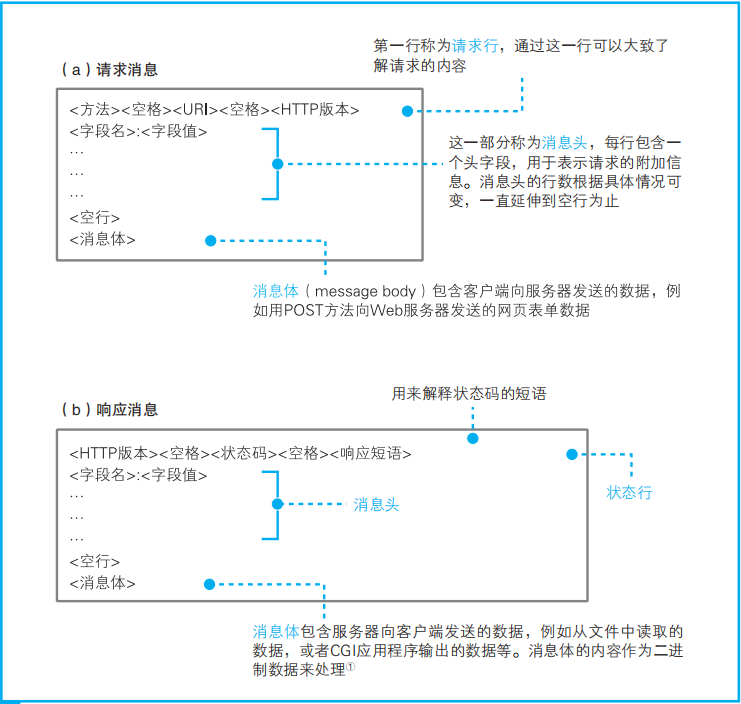 第一行称为请求行，通过这一行可以大致了
解请求的内容
（a）请求消息
<方法><空格><URI><空格><HTTP版本>
<字段名>:<字段值>
…
…
…
<空行>
<消息体>
这一部分称为消息头，每行包含一
个头字段，用于表示请求的附加信
息。消息头的行数根据具体情况可
变，一直延伸到空行为止
消息体（message body）包含客户端向服务器发送的数据，例
如用POST方法向Web服务器发送的网页表单数据
用来解释状态码的短语
（b）响应消息
<HTTP版本><空格><状态码><空格><响应短语>
<字段名>:<字段值>
…
…
…
<空行>
<消息体>
状态行
消息头
消息体包含服务器向客户端发送的数据，例如从文件中读取的
数据，或者CGI应用程序输出的数据等。消息体的内容作为二进
制数据来处理①